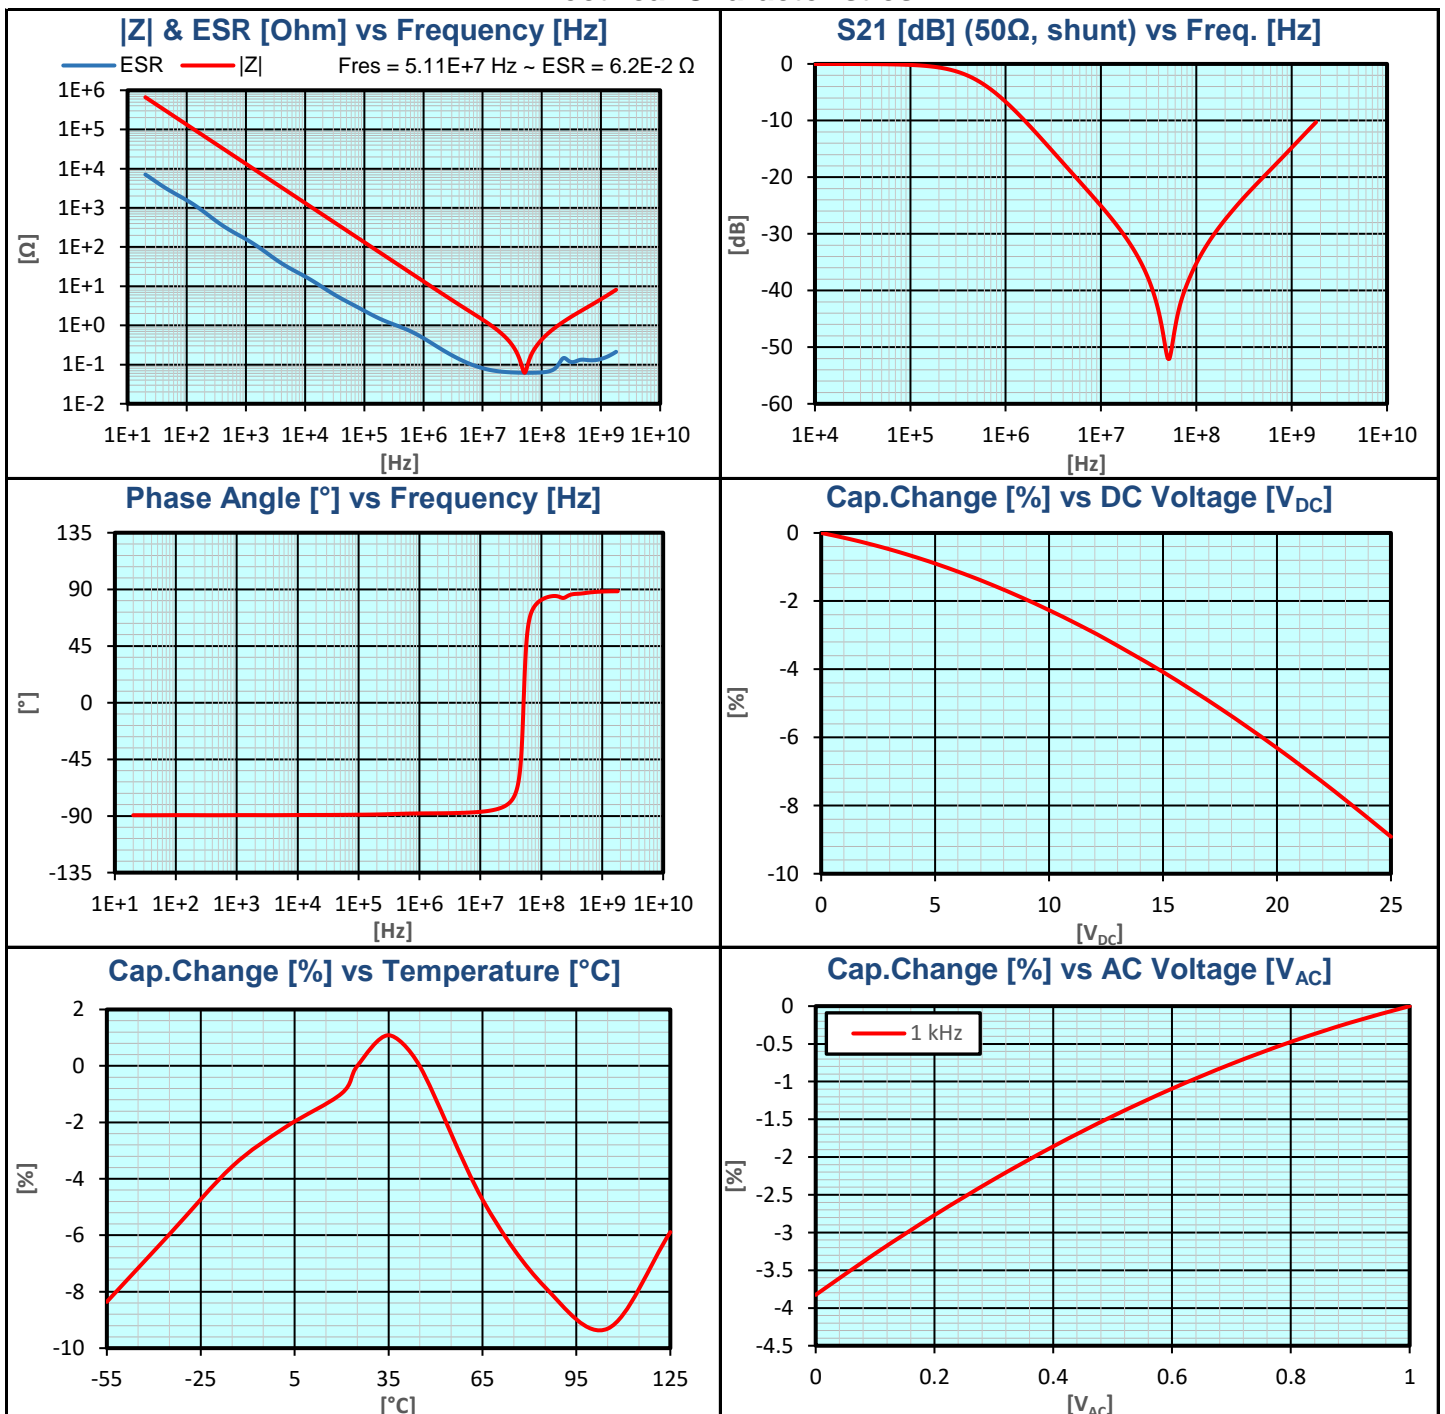 |Z| & ESR [Ohm] vs Frequency [Hz]
ESR |Z| Fres = 5.11E+7 Hz ~ ESR = 6.2E-2 Ω
1E+6
1E+5
1E+4
1E+3
1E+2
1E+1
1E+0
1E-1
1E-2
[Ω]
1E+1 1E+2 1E+3 1E+4 1E+5 1E+6 1E+7 1E+8 1E+9 1E+10
[Hz]
S21 [dB] (50Ω, shunt) vs Freq. [Hz]
0
-10
-20
-30
-40
-50
-60
[dB]
1E+4 1E+5 1E+6 1E+7 1E+8 1E+9 1E+10
[Hz]
Phase Angle [°] vs Frequency [Hz]
135
90
45
0
-45
-90
-135
[°]
1E+1 1E+2 1E+3 1E+4 1E+5 1E+6 1E+7 1E+8 1E+9 1E+10
[Hz]
Cap.Change [%] vs DC Voltage [VDC]
0
-2
-4
-6
-8
-10
[%]
0 5 10 15 20 25
[VDC]
Cap.Change [%] vs Temperature [°C]
2
0
-2
-4
-6
-8
-10
[%]
-55 -25 5 35 65 95 125
[°C]
Cap.Change [%] vs AC Voltage [VAC]
1 kHz
0
-0.5
-1
-1.5
-2
-2.5
-3
-3.5
-4
-4.5
[%]
0 0.2 0.4 0.6 0.8 1
[VAC]